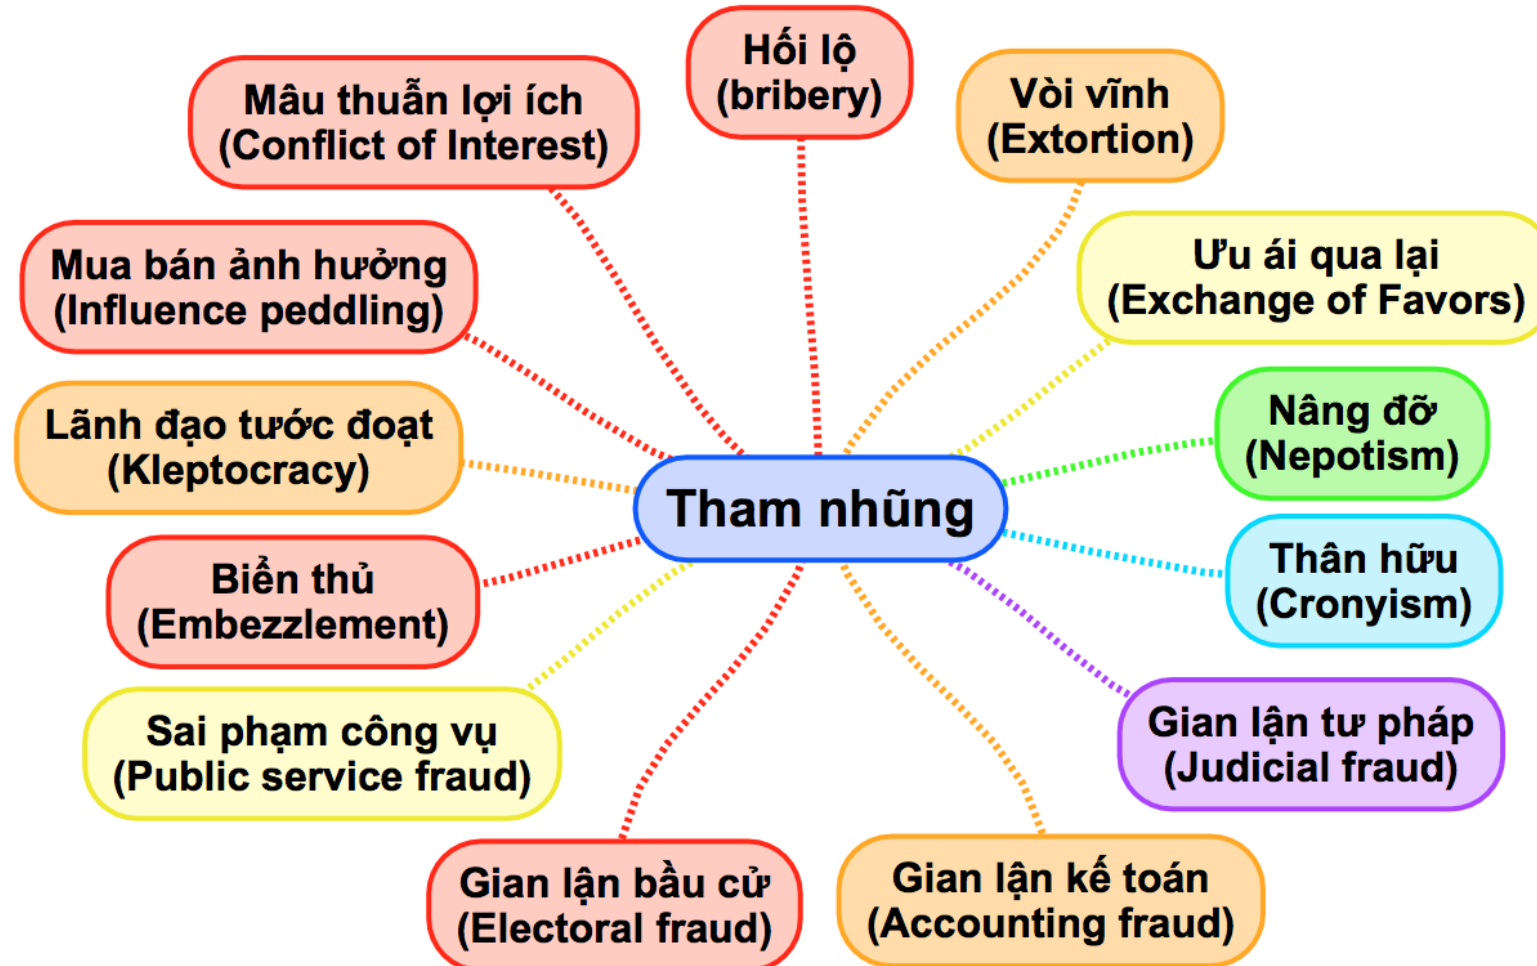 Hối lộ
(bribery)
Mâu thuẫn lợi ích
(Conflict of Interest)
Vòi vĩnh
(Extortion)
Mua bán ảnh hưởng
(Influence peddling)
Ưu ái qua lại
(Exchange of Favors)
Lãnh đạo tước đoạt
(Kleptocracy)
Nâng đỡ
(Nepotism)
Tham nhũng
Biển thủ
(Embezzlement)
Thân hữu
(Cronyism)
Sai phạm công vụ
(Public service fraud)
Gian lận tư pháp
(Judicial fraud)
Gian lận bầu cử
(Electoral fraud)
Gian lận kế toán
(Accounting fraud)